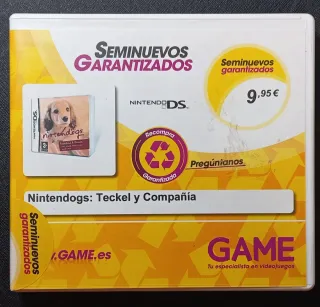 SEMINUEVOS
GARANTIZADOS
Seminuevos
garantizados
9,95€
NINTENDO DS
nintendogs
Recompra
Garantizada
Pregúntanos
Nintendogs: Teckel y Compañía
Seminuevos
garantizados
.GAME.es
GAME
Tu especialista en videojuegos